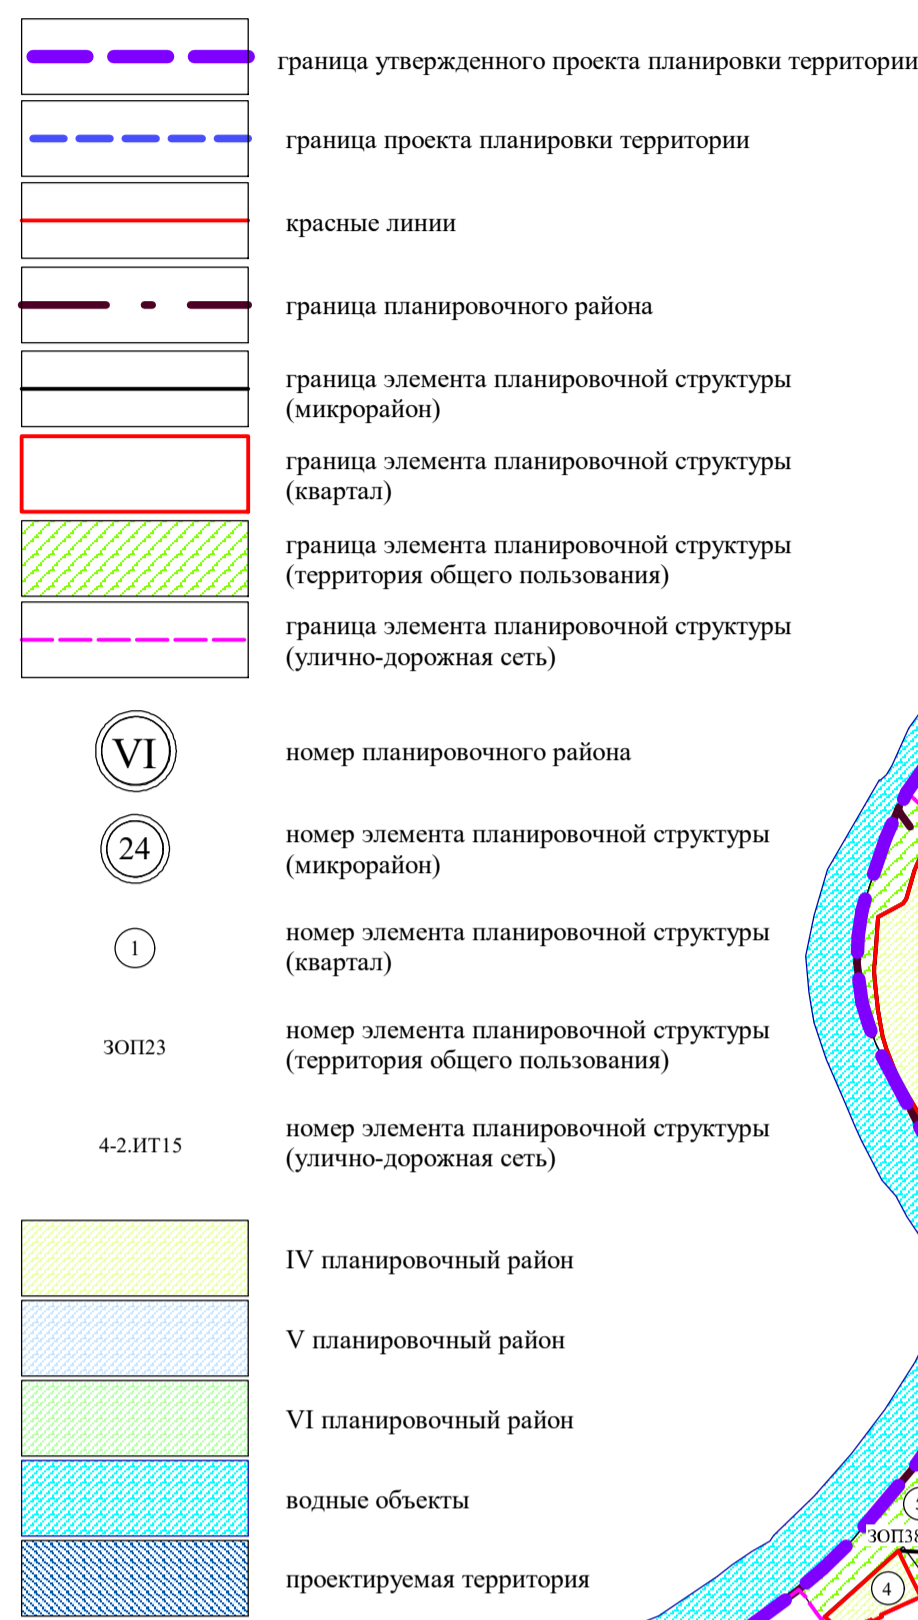 граница утвержденного проекта планировки территории
граница проекта планировки территории
красные линии
граница планировочного района
граница элемента планировочной структуры
(микрорайон)
граница элемента планировочной структуры
(квартал)
граница элемента планировочной структуры
(территория общего пользования)
граница элемента планировочной структуры
(улично-дорожная сеть)
VI
номер планировочного района
24
номер элемента планировочной структуры
(микрорайон)
1
номер элемента планировочной структуры
(квартал)
ЗОП23
номер элемента планировочной структуры
(территория общего пользования)
4-2.ИТ15
номер элемента планировочной структуры
(улично-дорожная сеть)
IV планировочный район
V планировочный район
VI планировочный район
водные объекты
ЗОП38
проектируемая территория
4